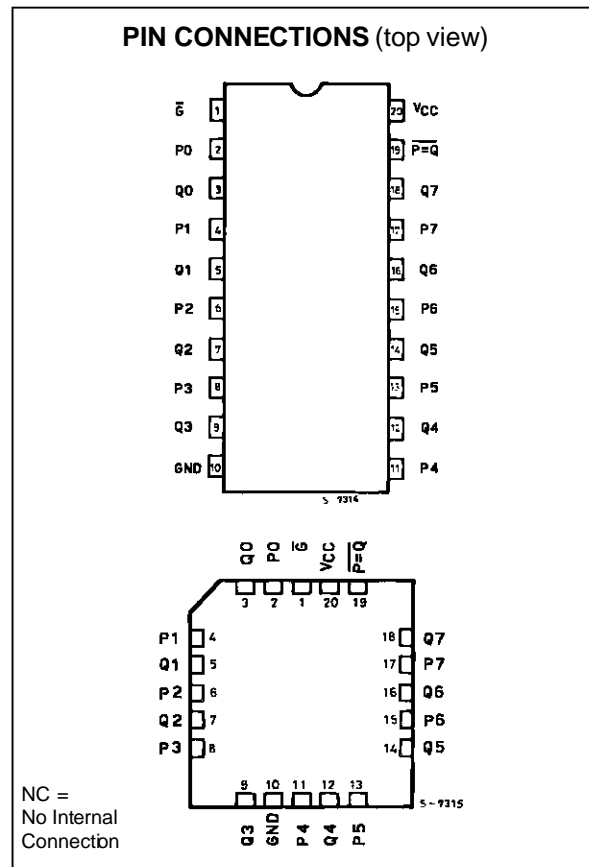 PIN CONNECTIONS (top view)
G̅ 1 20 VCC
P0 2 19 P̅=̅Q̅
Q0 3 18 Q7
P1 4 17 P7
Q1 5 16 Q6
P2 6 15 P6
Q2 7 14 Q5
P3 8 13 P5
Q3 9 12 Q4
GND 10 11 P4
S-7314
Q0 P0 G̅ VCC P̅=̅Q̅
3 2 1 20 19
P1 4 18 Q7
Q1 5 17 P7
P2 6 16 Q6
Q2 7 15 P6
P3 8 14 Q5
9 10 11 12 13
Q3 GND P4 Q4 P5
S-7315
NC =
No Internal
Connection